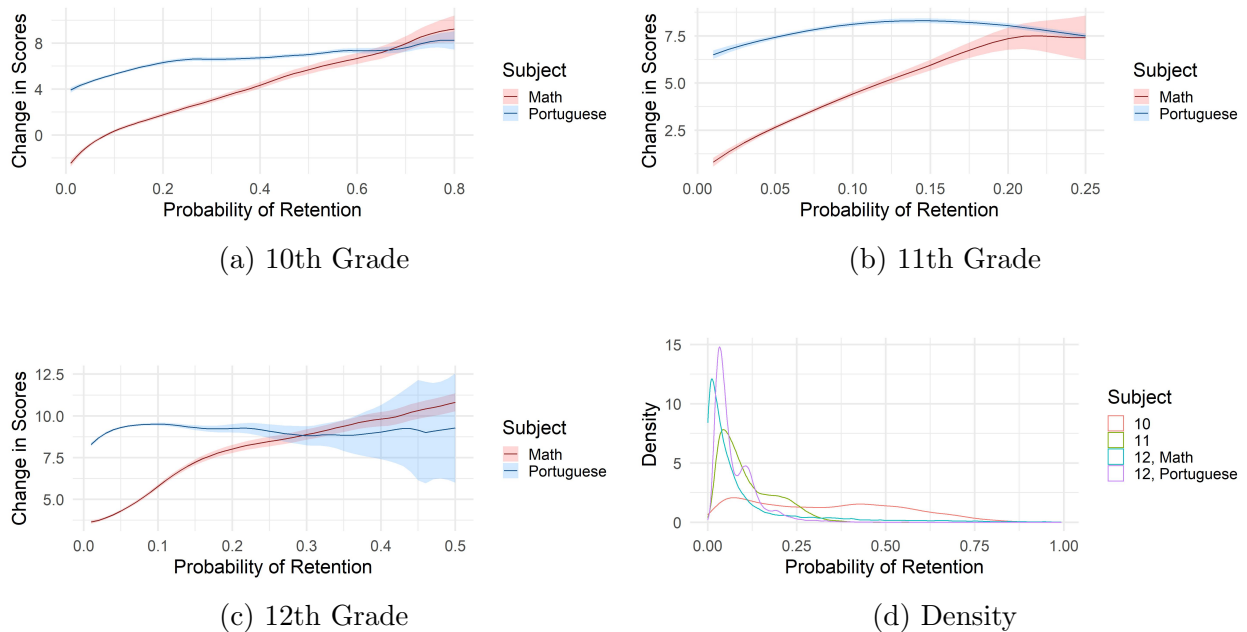 Change in Scores
8
4
0
0.0 0.2 0.4 0.6 0.8
Probability of Retention
Subject
Math
Portuguese
(a) 10th Grade
Change in Scores
7.5
5.0
2.5
0.00 0.05 0.10 0.15 0.20 0.25
Probability of Retention
Subject
Math
Portuguese
(b) 11th Grade
Change in Scores
12.5
10.0
7.5
5.0
0.0 0.1 0.2 0.3 0.4 0.5
Probability of Retention
Subject
Math
Portuguese
(c) 12th Grade
Density
15
10
5
0
0.00 0.25 0.50 0.75 1.00
Probability of Retention
Subject
10
11
12, Math
12, Portuguese
(d) Density